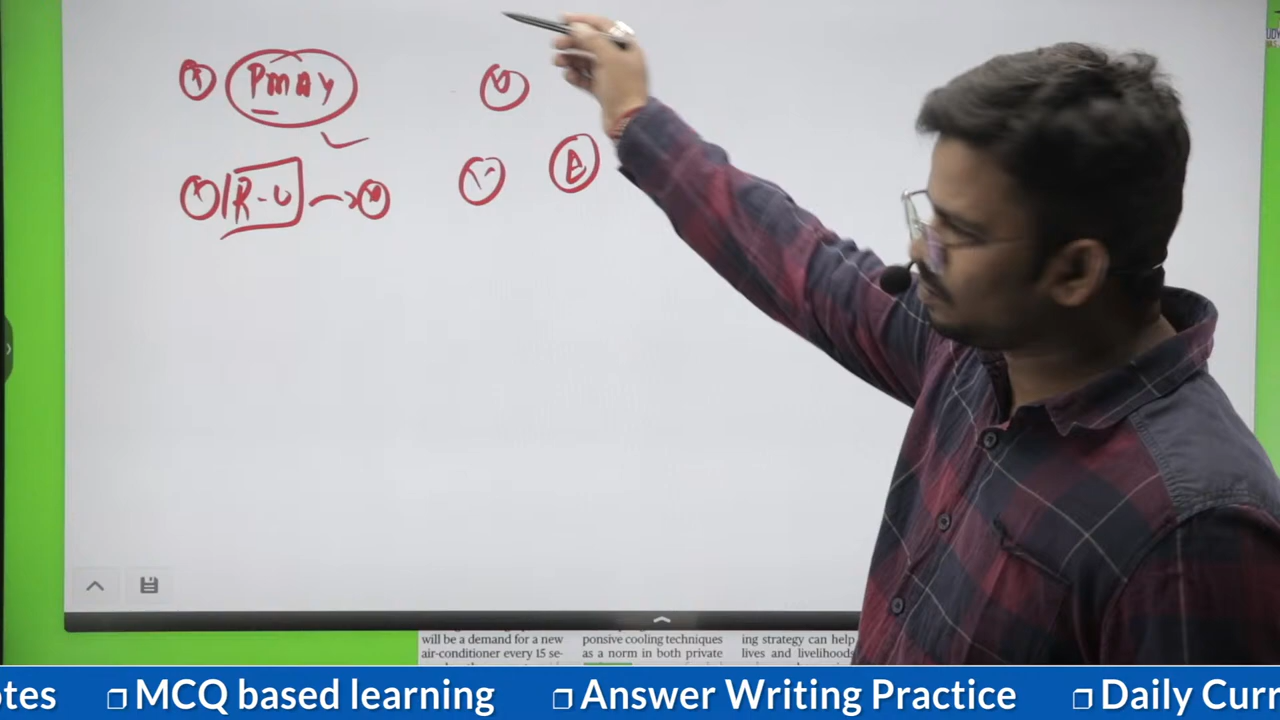 PMAY
R-U
E
will be a demand for a new
air-conditioner every 15 se-
ponsive cooling techniques
as a norm in both private
ing strategy can help
lives and livelihoods
otes ❐ MCQ based learning ❐ Answer Writing Practice ❐ Daily Curr